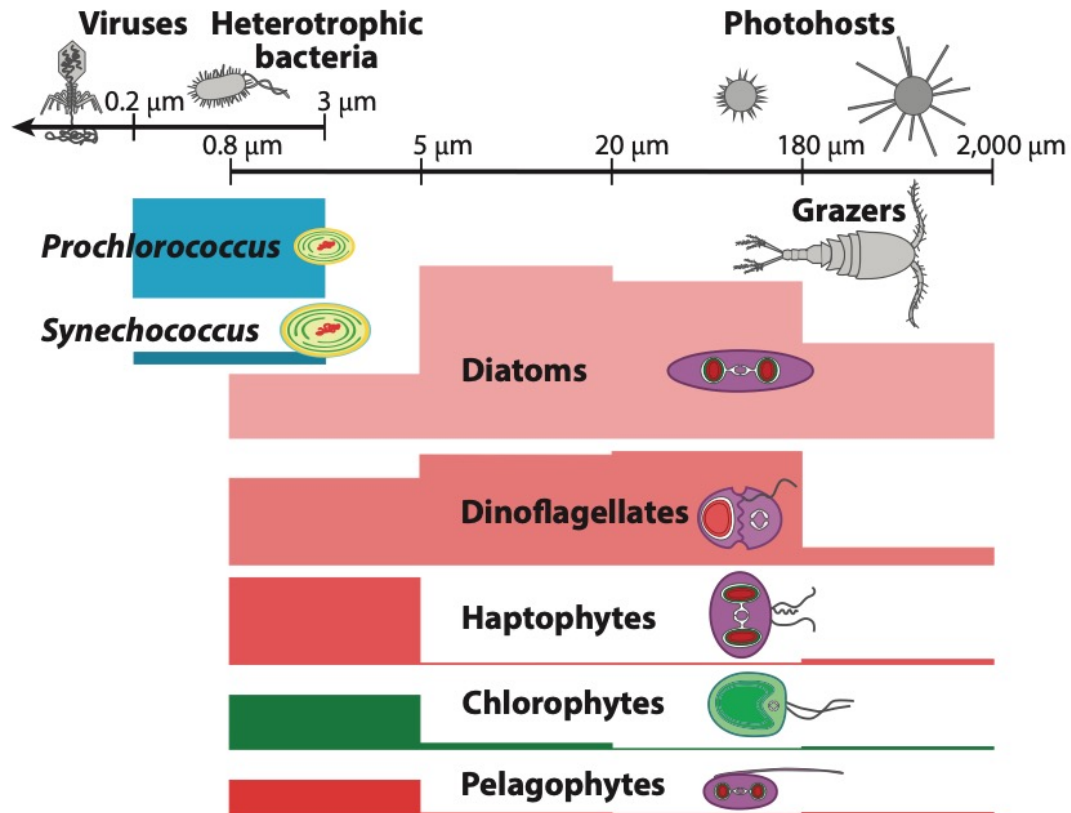 Viruses
Heterotrophic
bacteria
Photohosts
0.2 μm
3 μm
0.8 μm
5 μm
20 μm
180 μm
2,000 μm
Grazers
Prochlorococcus
Synechococcus
Diatoms
Dinoflagellates
Haptophytes
Chlorophytes
Pelagophytes